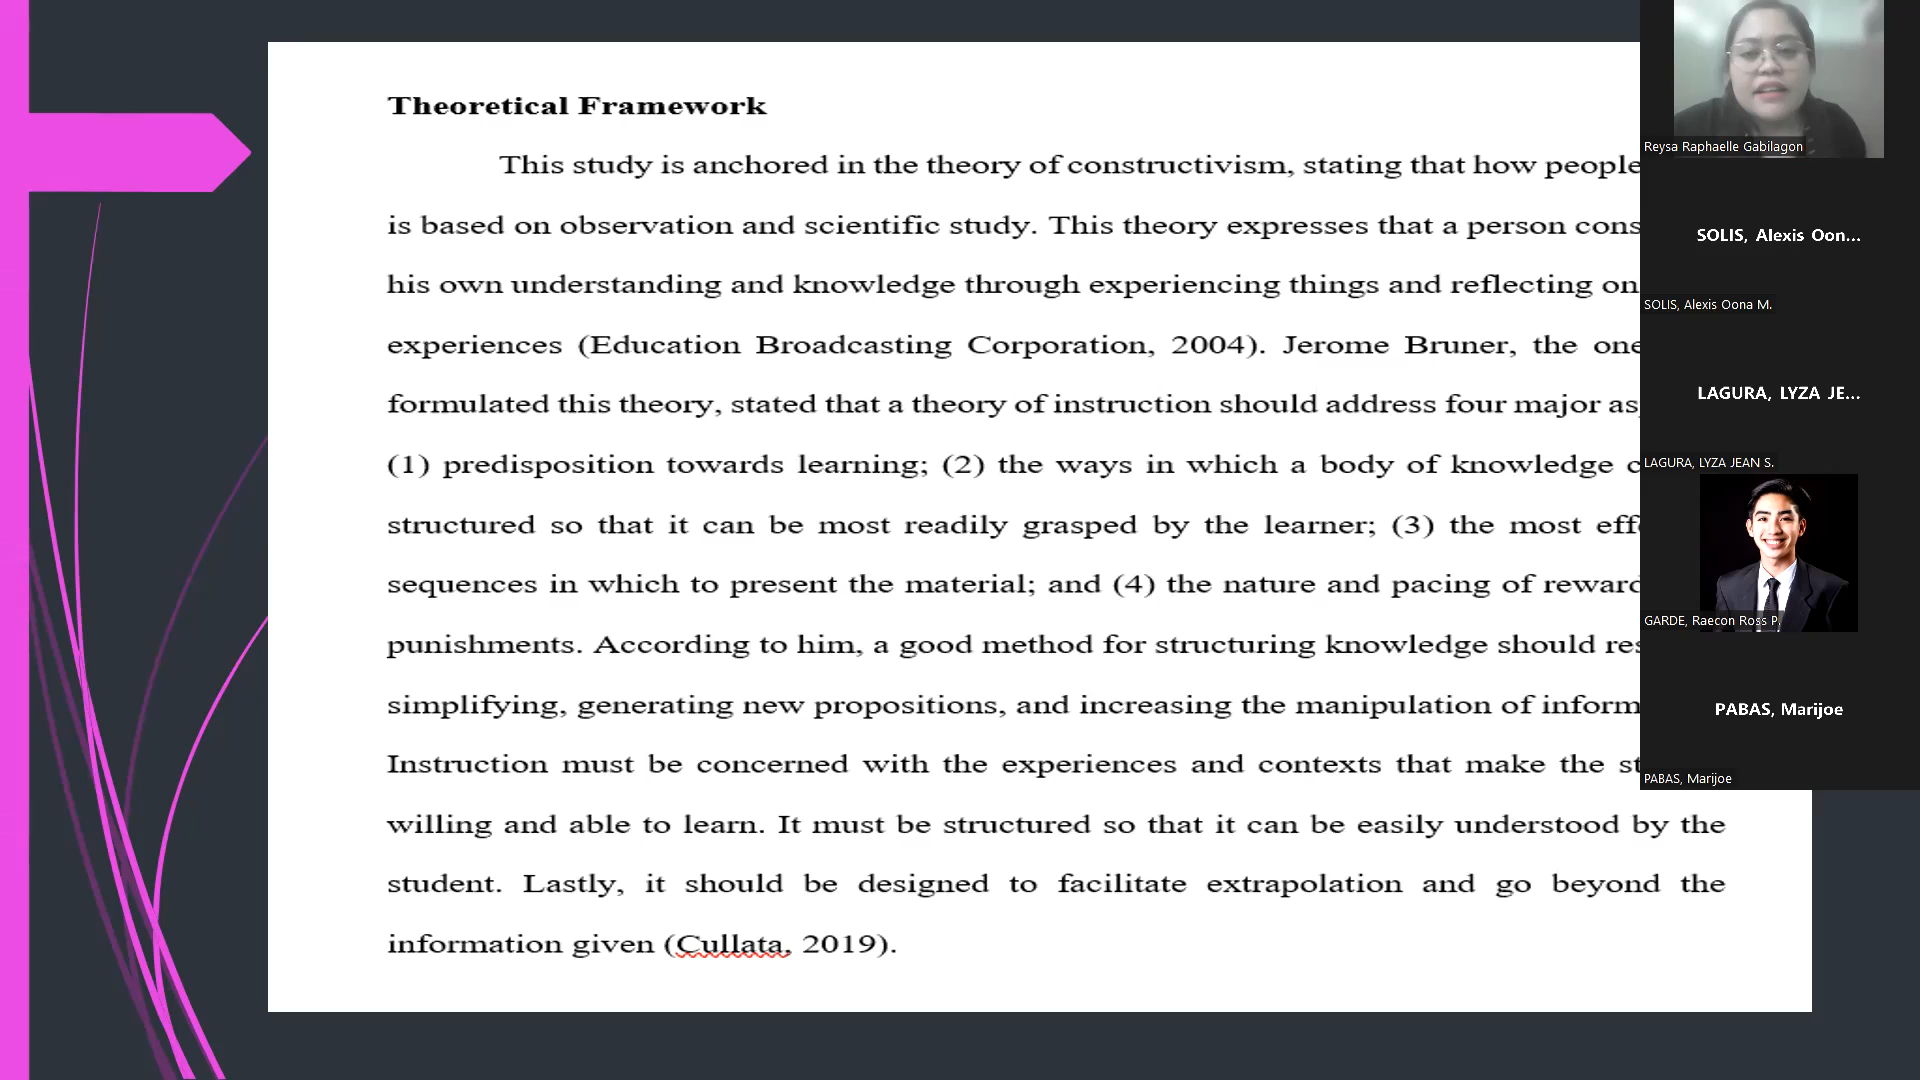 Theoretical Framework
This study is anchored in the theory of constructivism, stating that how people
is based on observation and scientific study. This theory expresses that a person cons
his own understanding and knowledge through experiencing things and reflecting on
experiences (Education Broadcasting Corporation, 2004). Jerome Bruner, the one
formulated this theory, stated that a theory of instruction should address four major as
(1) predisposition towards learning; (2) the ways in which a body of knowledge c
structured so that it can be most readily grasped by the learner; (3) the most eff
sequences in which to present the material; and (4) the nature and pacing of reward
punishments. According to him, a good method for structuring knowledge should res
simplifying, generating new propositions, and increasing the manipulation of inform
Instruction must be concerned with the experiences and contexts that make the st
willing and able to learn. It must be structured so that it can be easily understood by the
student. Lastly, it should be designed to facilitate extrapolation and go beyond the
information given (Cullata, 2019).
Reysa Raphaelle Gabilagon
SOLIS, Alexis Oon...
SOLIS, Alexis Oona M.
LAGURA, LYZA JE...
LAGURA, LYZA JEAN S.
GARDE, Raecon Ross P.
PABAS, Marijoe
PABAS, Marijoe